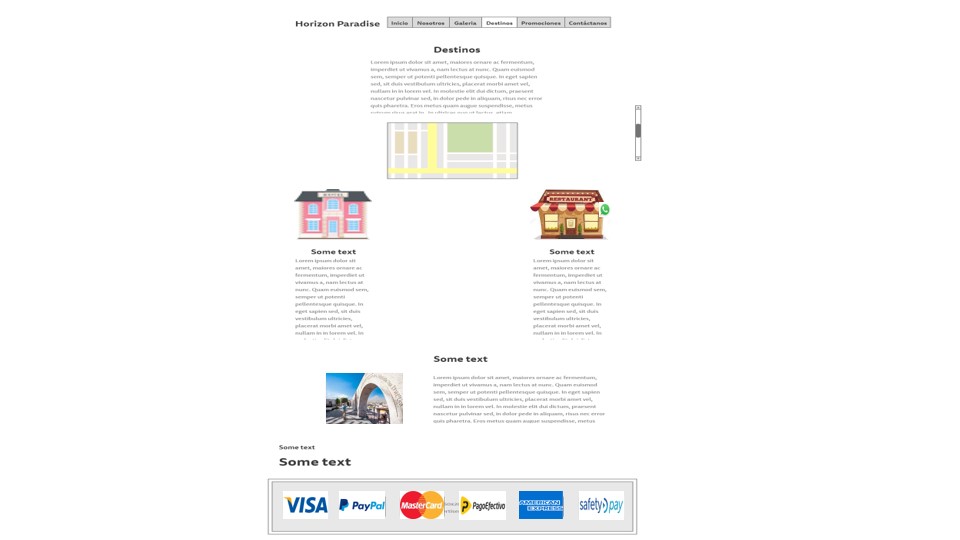 Horizon Paradise
Inicio Nosotros Galería Destinos Promociones Contáctanos
Destinos
Lorem ipsum dolor sit amet, maiores ornare ac fermentum,
imperdiet ut vivamus a, nam lectus at nunc. Quam euismod
sem, semper ut potenti pellentesque quisque. In eget sapien
sed, sit duis vestibulum ultricies, placerat morbi amet vel,
nullam in in lorem vel. In molestie elit dui dictum, praesent
nascetur pulvinar sed, in dolor pede in aliquam, risus nec error
quis pharetra. Eros metus quam augue suspendisse, metus
HOTEL
RESTAURANT
Some text
Lorem ipsum dolor sit
amet, maiores ornare ac
fermentum, imperdiet ut
vivamus a, nam lectus at
nunc. Quam euismod sem,
semper ut potenti
pellentesque quisque. In
eget sapien sed, sit duis
vestibulum ultricies,
placerat morbi amet vel,
nullam in in lorem vel. In
Some text
Lorem ipsum dolor sit
amet, maiores ornare ac
fermentum, imperdiet ut
vivamus a, nam lectus at
nunc. Quam euismod sem,
semper ut potenti
pellentesque quisque. In
eget sapien sed, sit duis
vestibulum ultricies,
placerat morbi amet vel,
nullam in in lorem vel. In
Some text
Lorem ipsum dolor sit amet, maiores ornare ac fermentum,
imperdiet ut vivamus a, nam lectus at nunc. Quam euismod
sem, semper ut potenti pellentesque quisque. In eget sapien
sed, sit duis vestibulum ultricies, placerat morbi amet vel,
nullam in in lorem vel. In molestie elit dui dictum, praesent
nascetur pulvinar sed, in dolor pede in aliquam, risus nec error
quis pharetra. Eros metus quam augue suspendisse, metus
Some text
Some text
VISA
PayPal
MasterCard
PagoEfectivo
AMERICAN
EXPRESS
safetypay